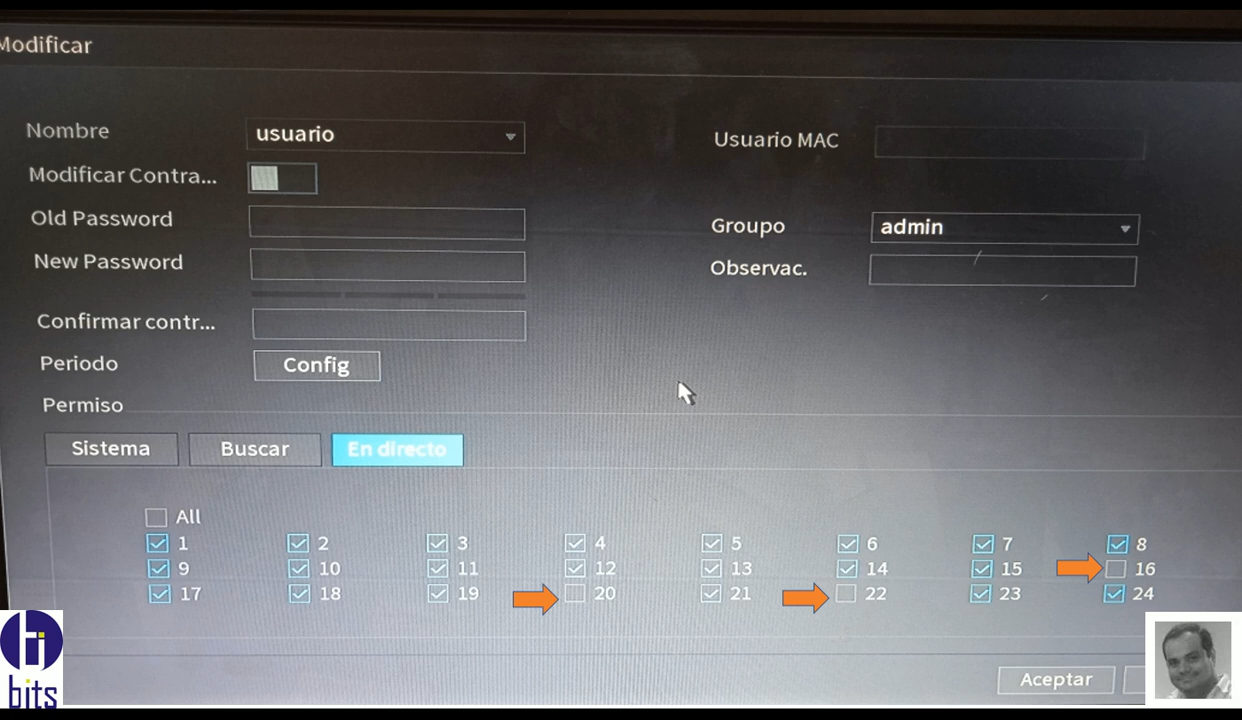 Modificar
Nombre usuario Usuario MAC
Modificar Contra...
Old Password Groupo admin
New Password Observac.
Confirmar contr...
Periodo Config
Permiso
Sistema Buscar En directo
All
1 2 3 4 5 6 7 8
9 10 11 12 13 14 15 16
17 18 19 20 21 22 23 24
Aceptar
hj
bits